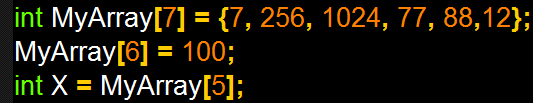 int MyArray[7] = {7, 256, 1024, 77, 88,12};
MyArray[6] = 100;
int X = MyArray[5];